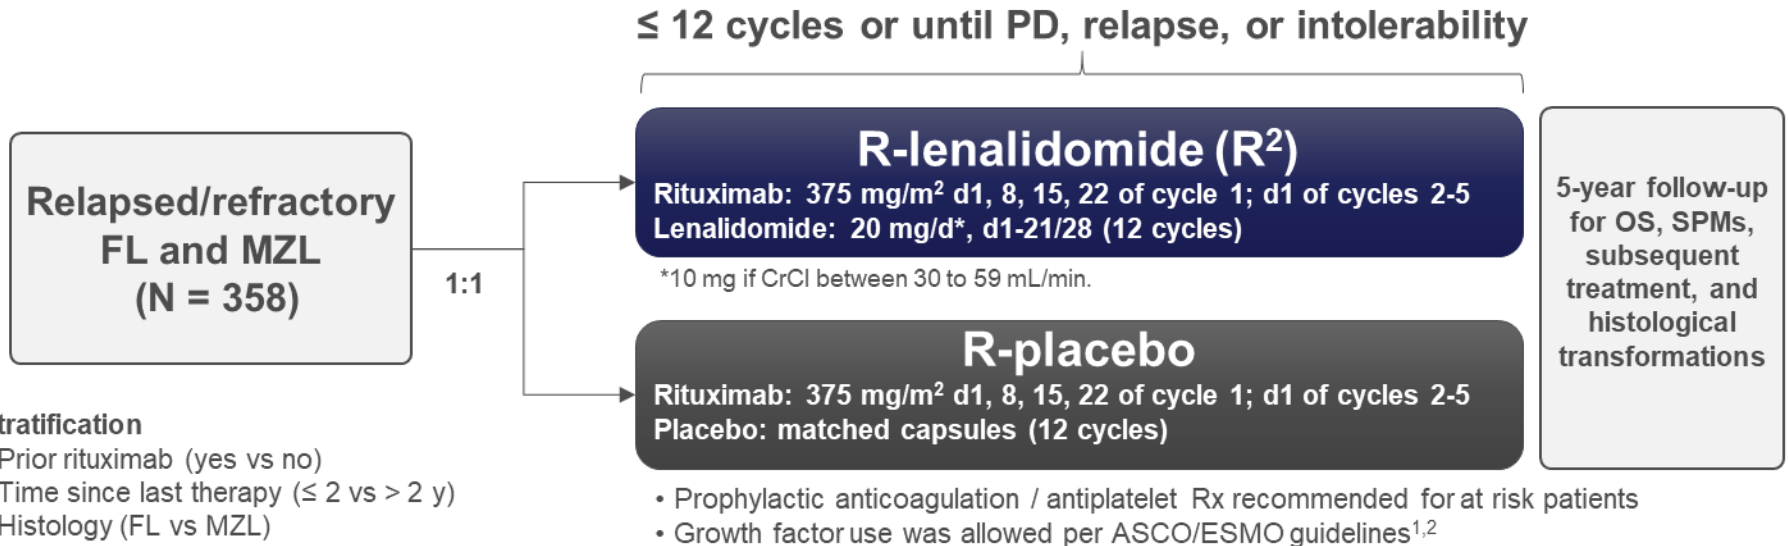 ≤ 12 cycles or until PD, relapse, or intolerability
Relapsed/refractory
FL and MZL
(N = 358)
1:1
R-lenalidomide (R²)
Rituximab: 375 mg/m² d1, 8, 15, 22 of cycle 1; d1 of cycles 2-5
Lenalidomide: 20 mg/d*, d1-21/28 (12 cycles)
*10 mg if CrCl between 30 to 59 mL/min.
R-placebo
Rituximab: 375 mg/m² d1, 8, 15, 22 of cycle 1; d1 of cycles 2-5
Placebo: matched capsules (12 cycles)
5-year follow-up
for OS, SPMs,
subsequent
treatment, and
histological
transformations
tratification
Prior rituximab (yes vs no)
Time since last therapy (≤ 2 vs > 2 y)
Histology (FL vs MZL)
• Prophylactic anticoagulation / antiplatelet Rx recommended for at risk patients
• Growth factor use was allowed per ASCO/ESMO guidelines¹,²